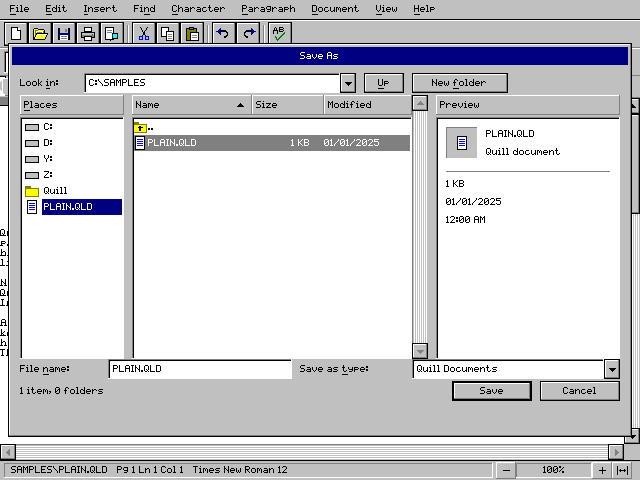 File Edit Insert Find Character Paragraph Document View Help
Save As
Look in: C:\SAMPLES Up New folder
Places Name Size Modified Preview
C:
D:
Y:
Z:
Quill
PLAIN.QLD
..
PLAIN.QLD 1 KB 01/01/2025
PLAIN.QLD
Quill document
1 KB
01/01/2025
12:00 AM
File name: PLAIN.QLD Save as type: Quill Documents
1 item, 0 folders Save Cancel
SAMPLES\PLAIN.QLD Pg 1 Ln 1 Col 1 Times New Roman 12 100%